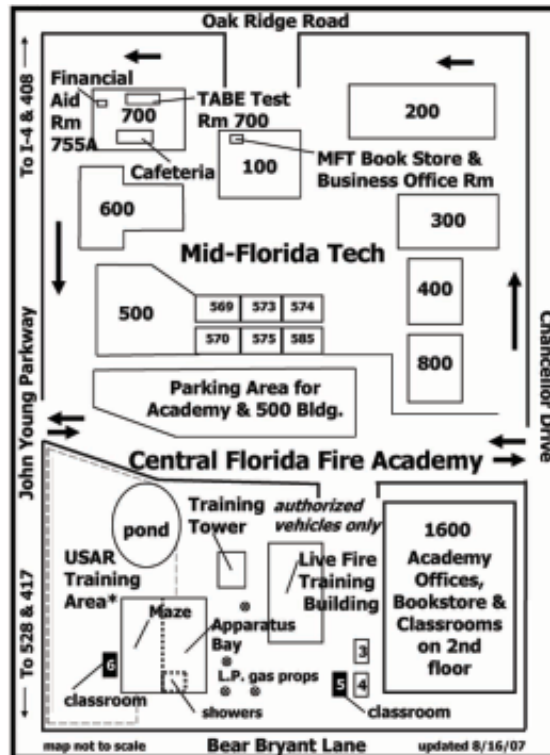 Oak Ridge Road
To I-4 & 408
Financial
Aid
Rm
755A
700
TABE Test
Rm 700
Cafeteria
100
200
MFT Book Store &
Business Office Rm
600
300
Mid-Florida Tech
400
500
569
573
574
570
575
585
800
Parking Area for
Academy & 500 Bldg.
John Young Parkway
Chancellor Drive
Central Florida Fire Academy
pond
Training
Tower
authorized
vehicles only
1600
Academy
Offices,
Bookstore &
Classrooms
on 2nd
floor
USAR
Training
Area*
Live Fire
Training
Building
Maze
Apparatus
Bay
6
classroom
L.P. gas props
showers
3
5
4
classroom
To 528 & 417
map not to scale
Bear Bryant Lane
updated 8/16/07